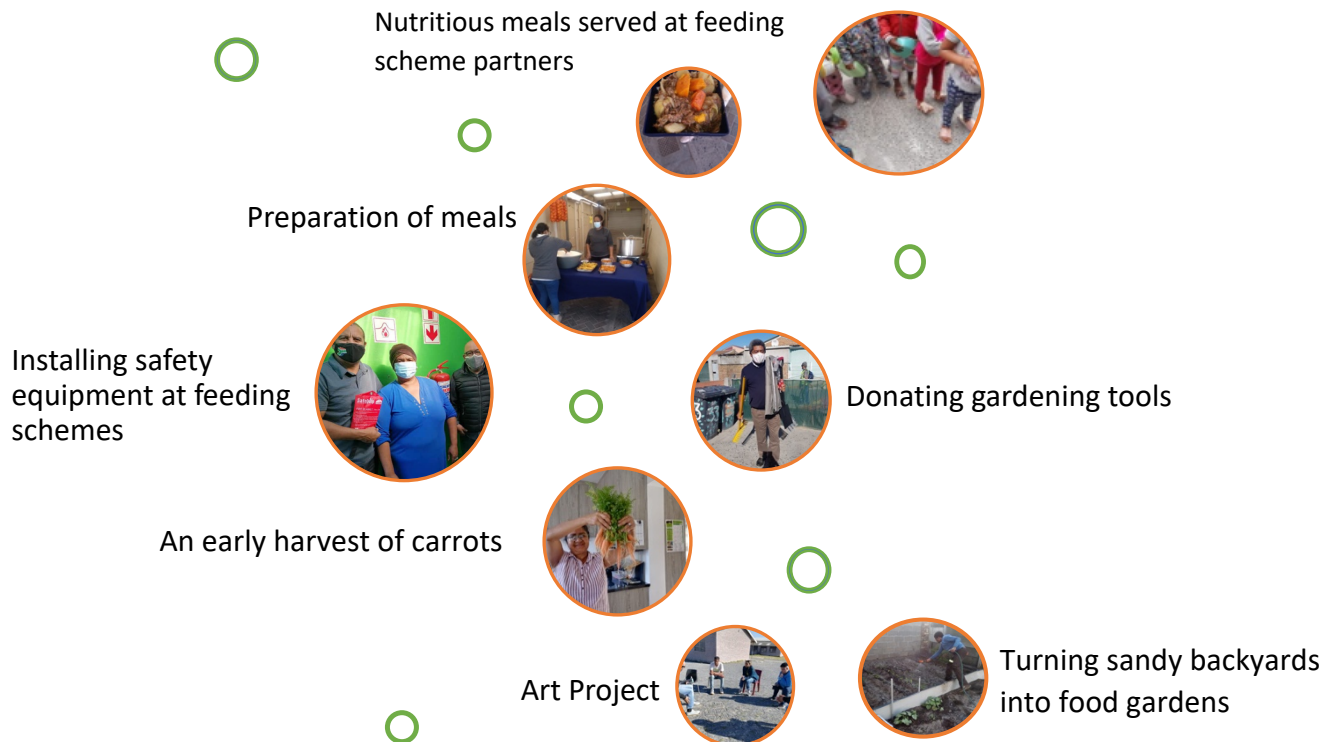 Nutritious meals served at feeding
scheme partners
Preparation of meals
Installing safety
equipment at feeding
schemes
Donating gardening tools
An early harvest of carrots
Art Project
Turning sandy backyards
into food gardens